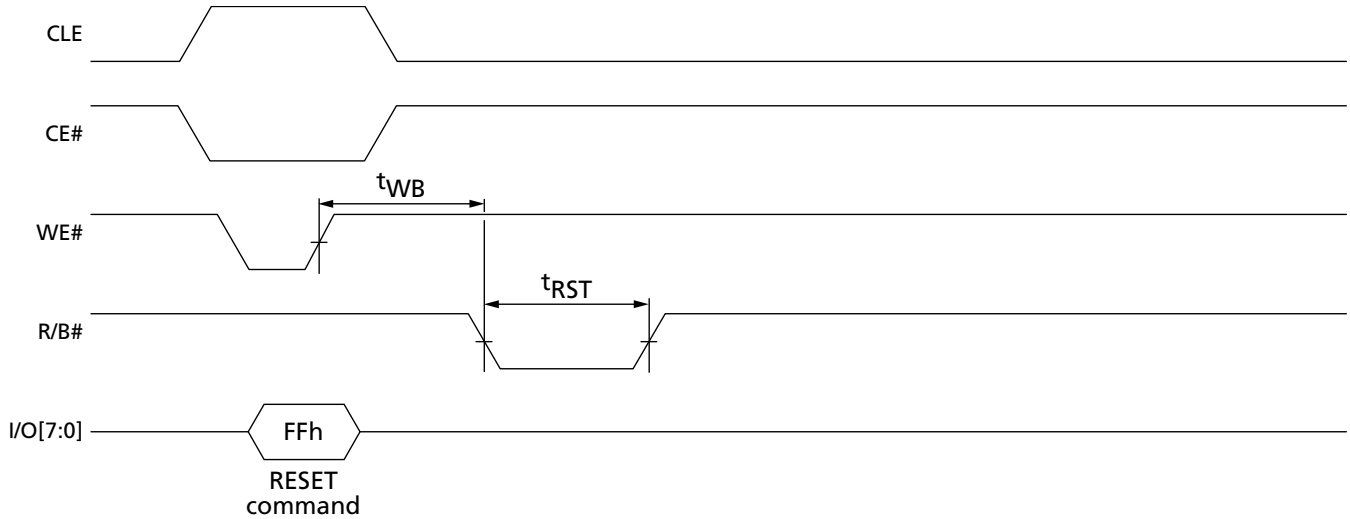 CLE
CE#
tWB
WE#
tRST
R/B#
I/O[7:0]
FFh
RESET
command